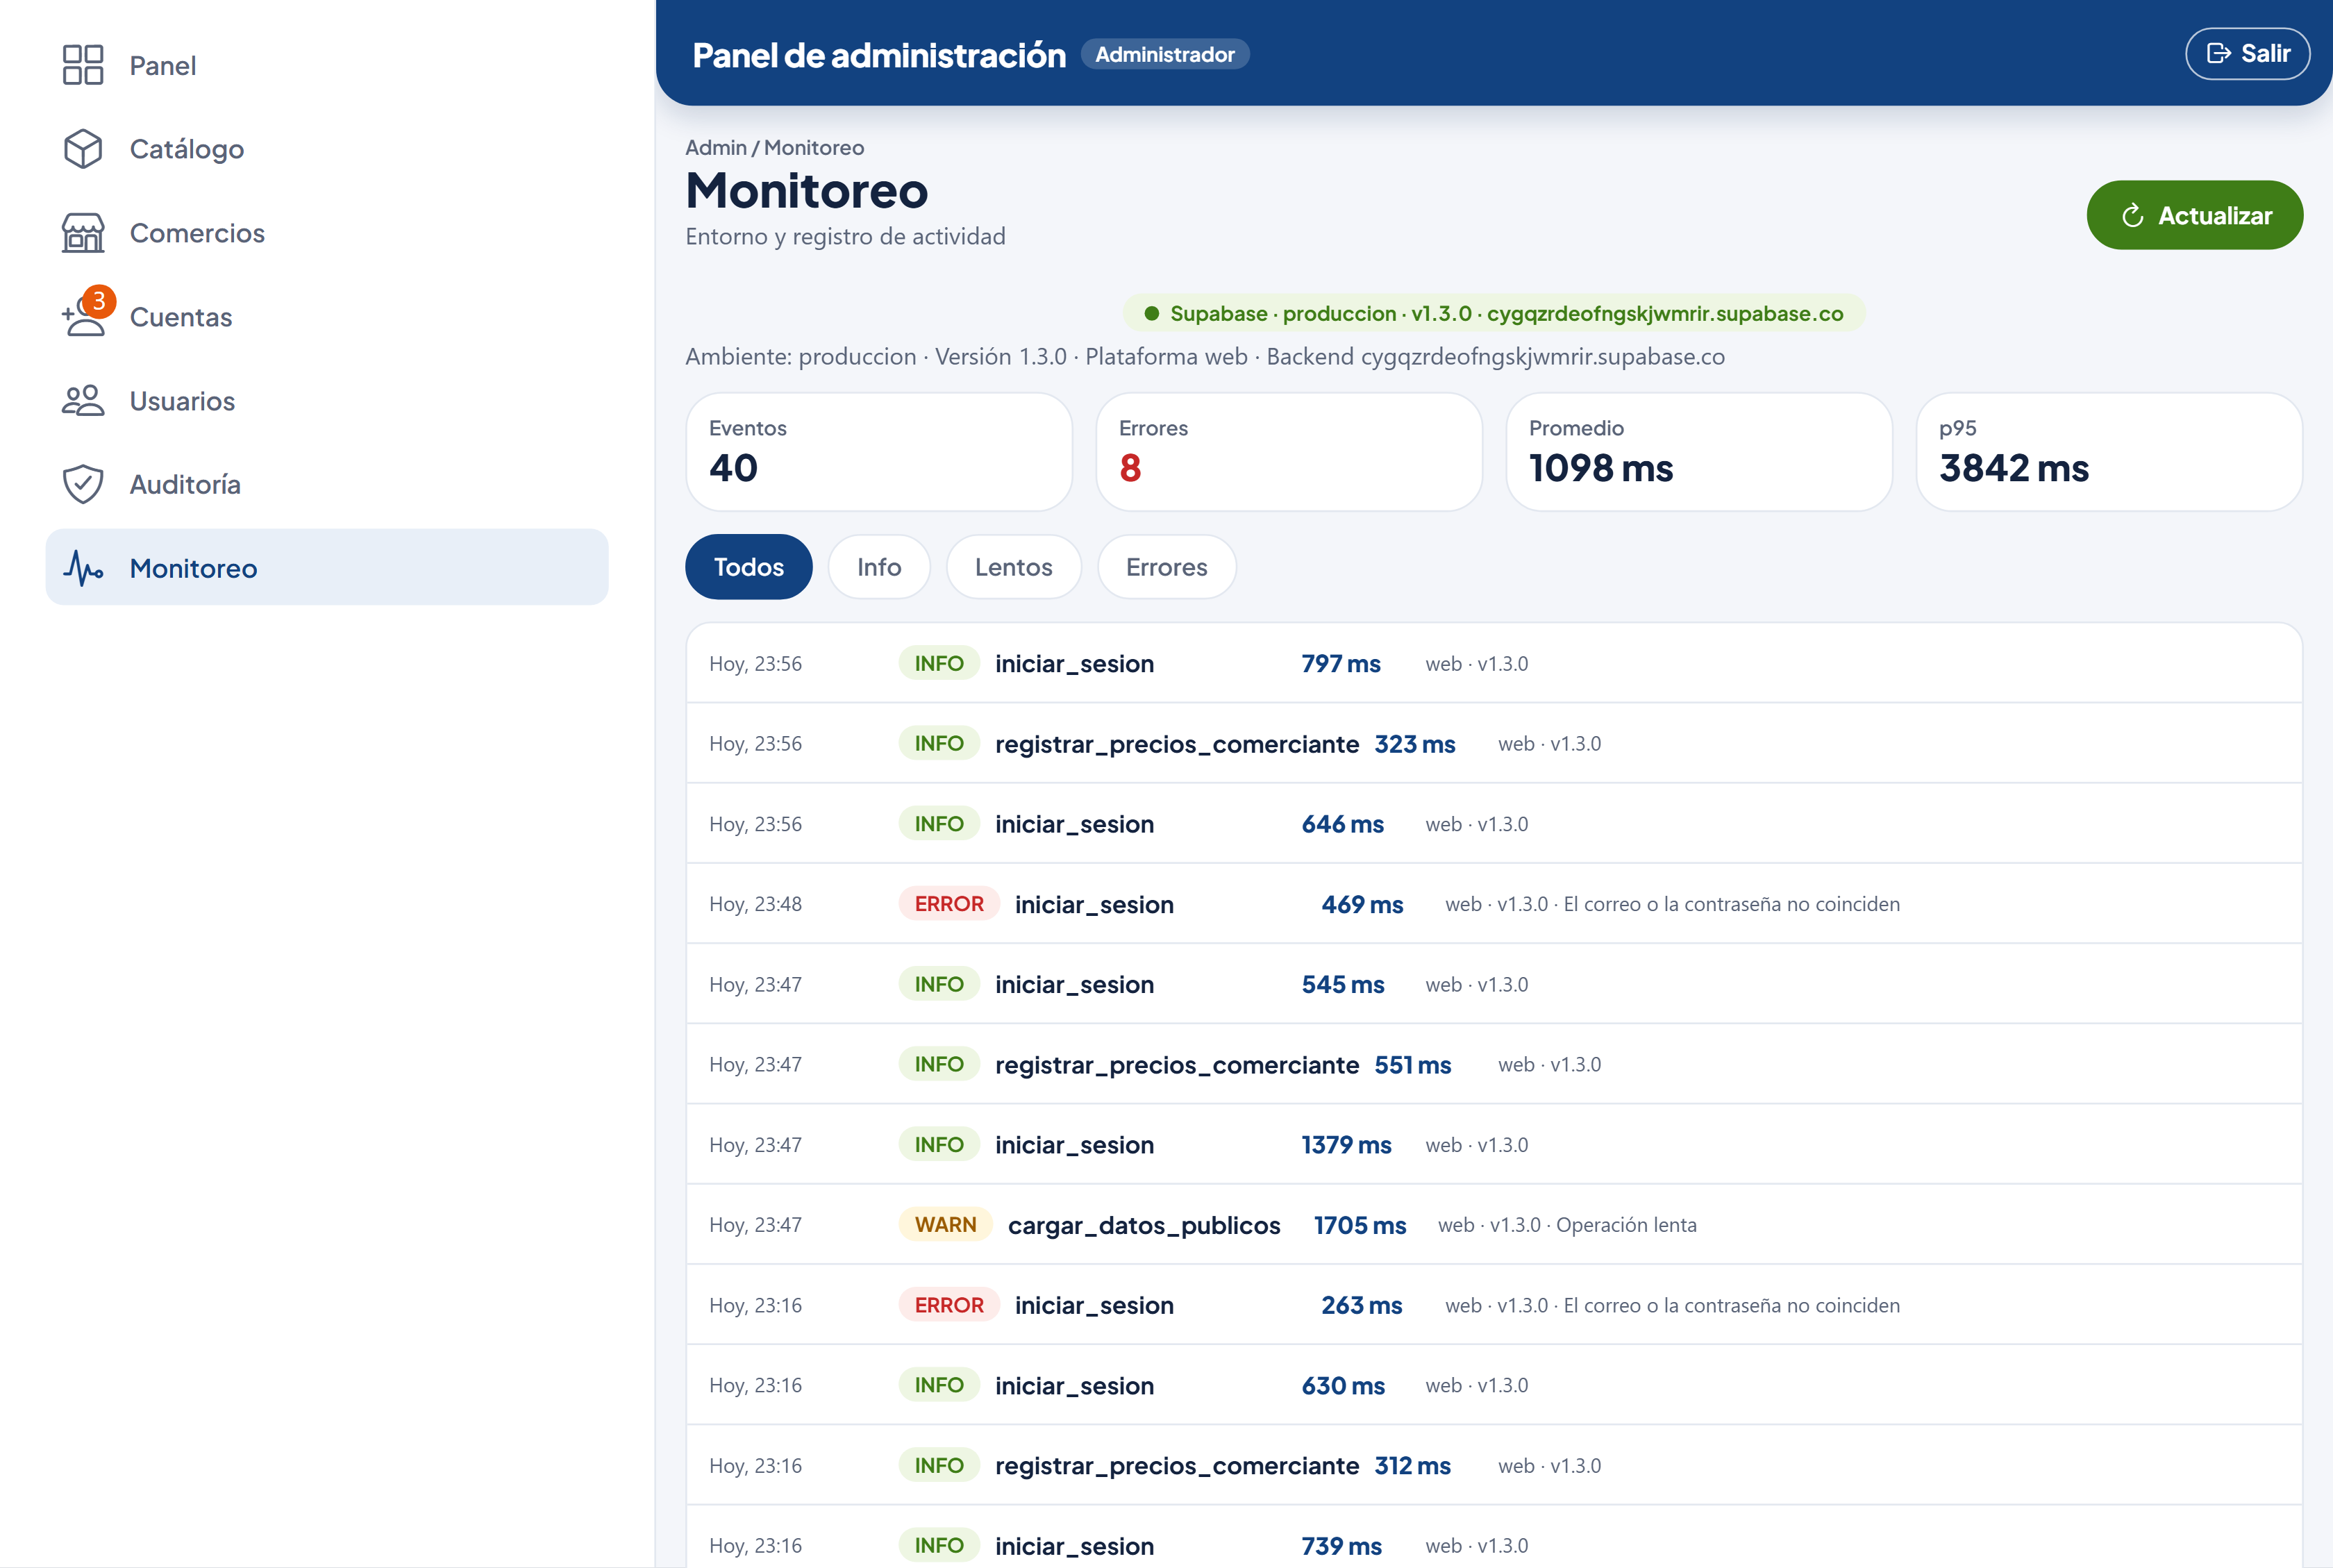 Panel
Catálogo
Comercios
3
Cuentas
Usuarios
Auditoría
Monitoreo
Panel de administración Administrador Salir
Admin / Monitoreo
Monitoreo
Entorno y registro de actividad
Actualizar
Supabase · produccion · v1.3.0 · cygqzrdeofngskjwmrir.supabase.co
Ambiente: produccion · Versión 1.3.0 · Plataforma web · Backend cygqzrdeofngskjwmrir.supabase.co
Eventos
40
Errores
8
Promedio
1098 ms
p95
3842 ms
Todos Info Lentos Errores
Hoy, 23:56 INFO iniciar_sesion 797 ms web · v1.3.0
Hoy, 23:56 INFO registrar_precios_comerciante 323 ms web · v1.3.0
Hoy, 23:56 INFO iniciar_sesion 646 ms web · v1.3.0
Hoy, 23:48 ERROR iniciar_sesion 469 ms web · v1.3.0 · El correo o la contraseña no coinciden
Hoy, 23:47 INFO iniciar_sesion 545 ms web · v1.3.0
Hoy, 23:47 INFO registrar_precios_comerciante 551 ms web · v1.3.0
Hoy, 23:47 INFO iniciar_sesion 1379 ms web · v1.3.0
Hoy, 23:47 WARN cargar_datos_publicos 1705 ms web · v1.3.0 · Operación lenta
Hoy, 23:16 ERROR iniciar_sesion 263 ms web · v1.3.0 · El correo o la contraseña no coinciden
Hoy, 23:16 INFO iniciar_sesion 630 ms web · v1.3.0
Hoy, 23:16 INFO registrar_precios_comerciante 312 ms web · v1.3.0
Hoy, 23:16 INFO iniciar_sesion 739 ms web · v1.3.0